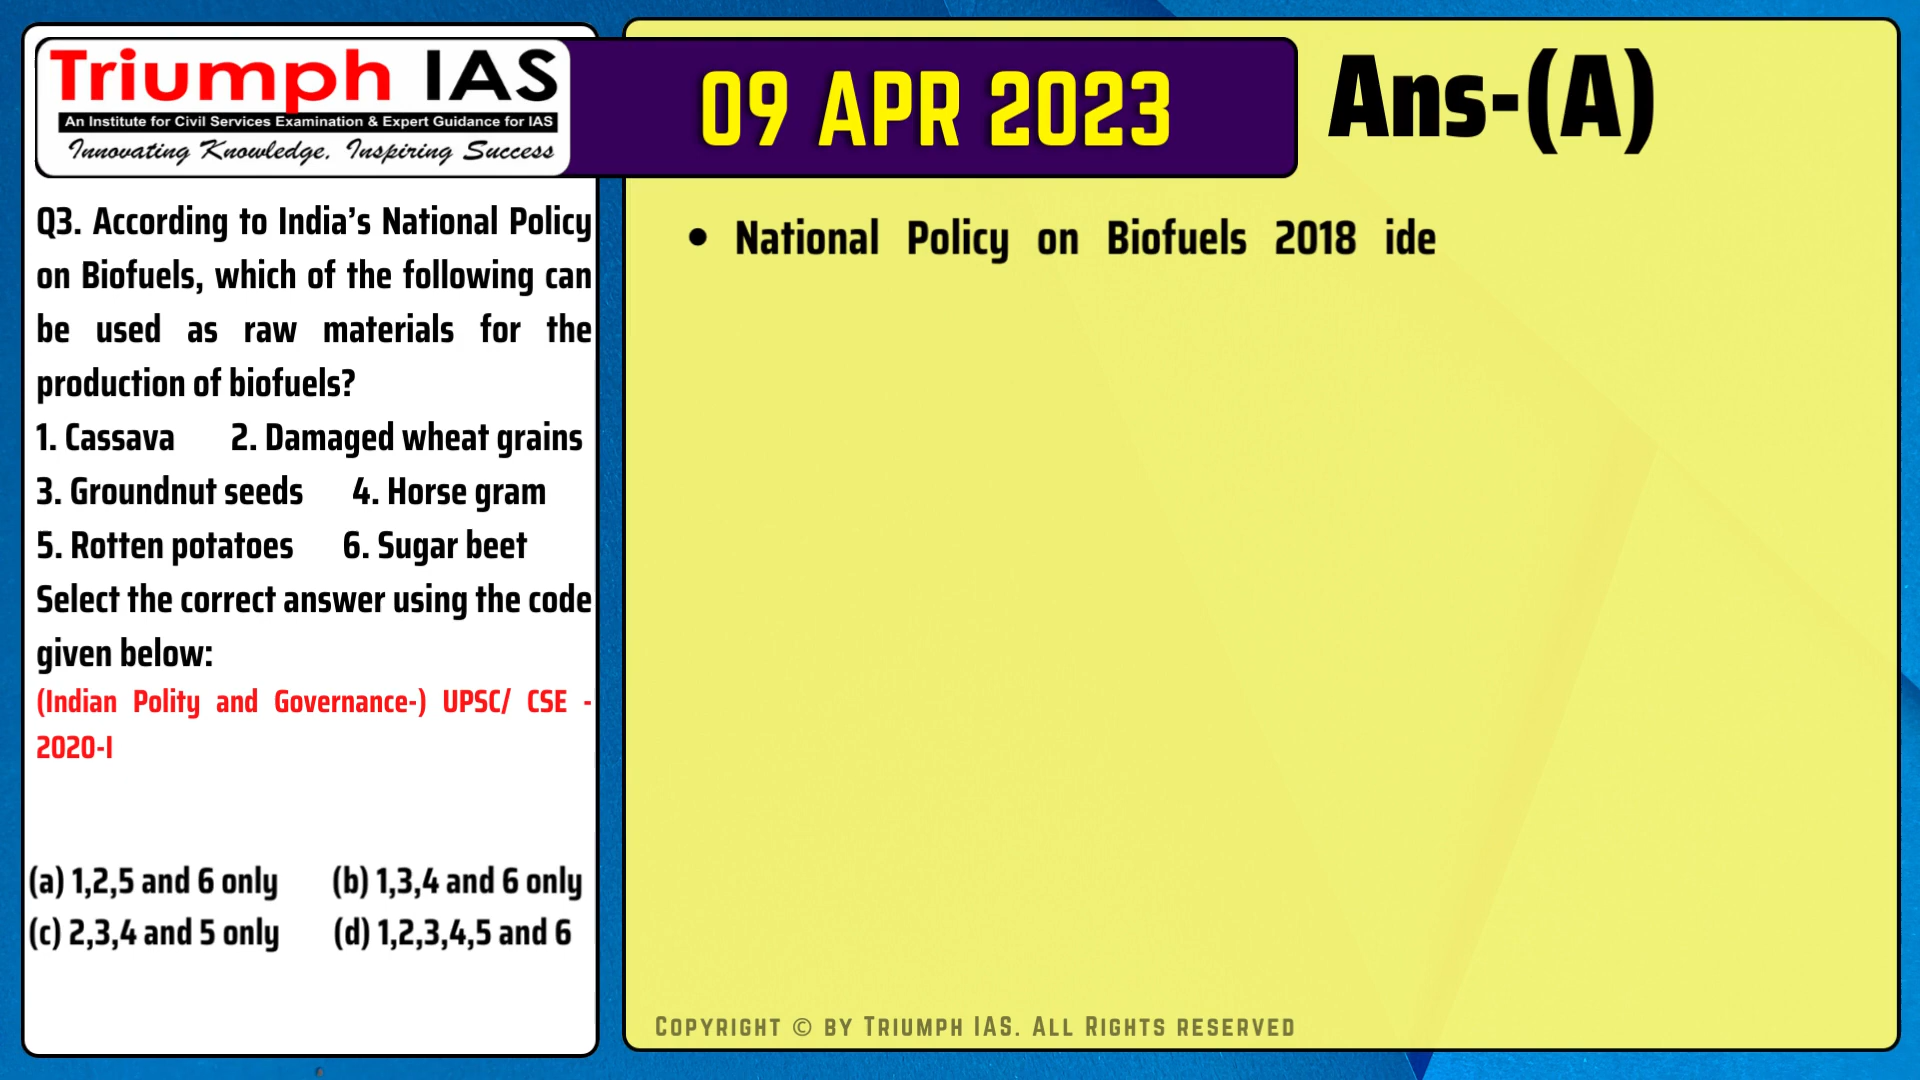 Triumph IAS
An Institute for Civil Services Examination & Expert Guidance for IAS
Innovating Knowledge, Inspiring Success
09 APR 2023
Ans-(A)
Q3. According to India’s National Policy
on Biofuels, which of the following can
be used as raw materials for the
production of biofuels?
1. Cassava 2. Damaged wheat grains
3. Groundnut seeds 4. Horse gram
5. Rotten potatoes 6. Sugar beet
Select the correct answer using the code
given below:
(Indian Polity and Governance-) UPSC/ CSE -
2020-I
(a) 1,2,5 and 6 only (b) 1,3,4 and 6 only
(c) 2,3,4 and 5 only (d) 1,2,3,4,5 and 6
• National Policy on Biofuels 2018 ide
Copyright © by Triumph IAS. All Rights reserved